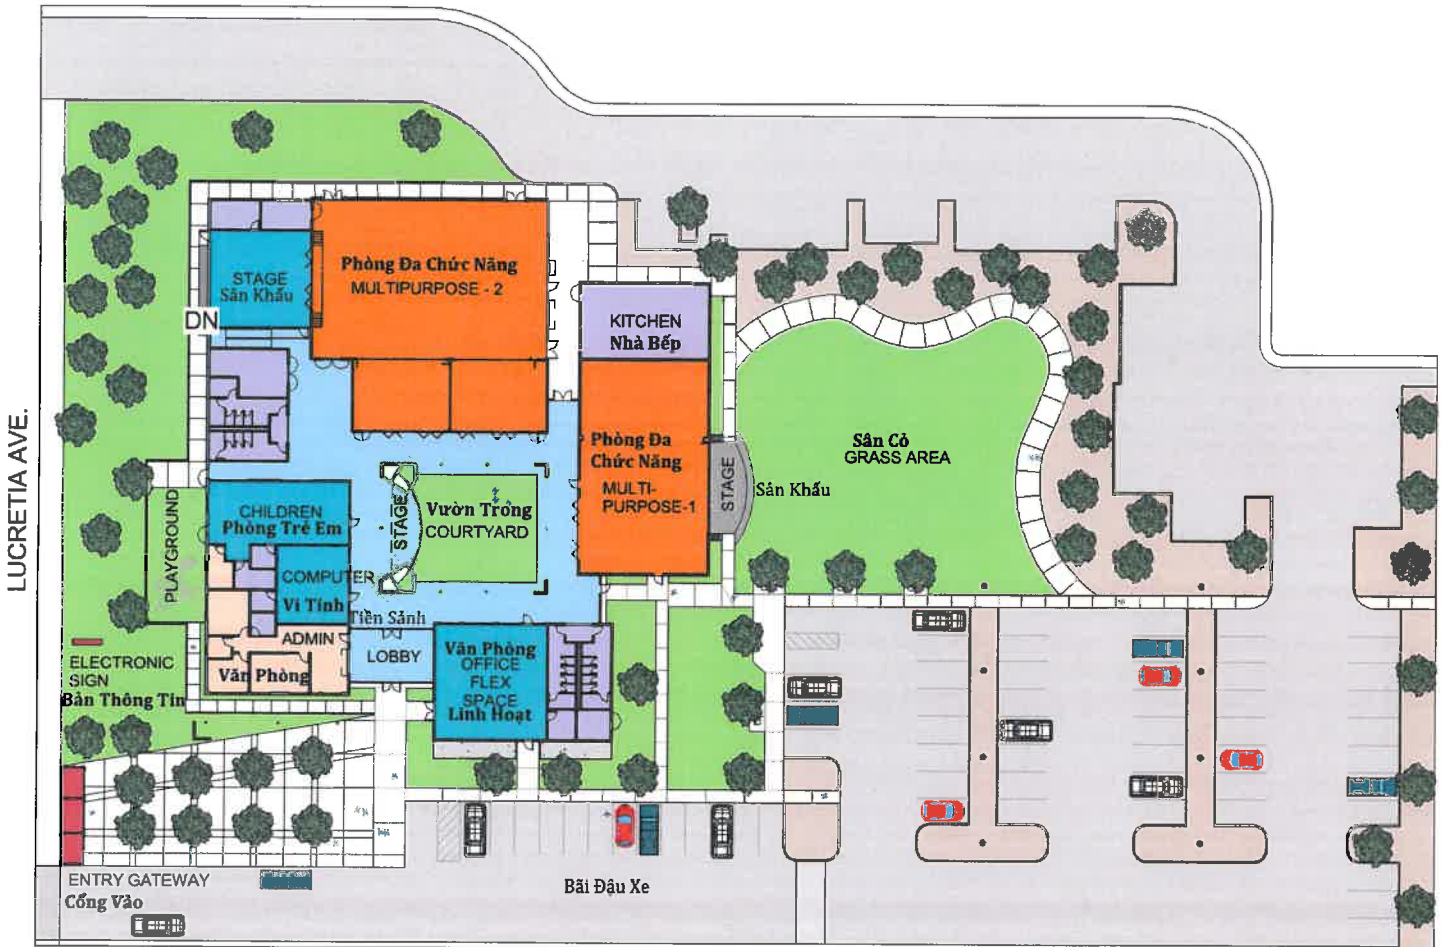 LUCRETIA AVE.
STAGE
Sân Khấu
DN
Phòng Đa Chức Năng
MULTIPURPOSE - 2
KITCHEN
Nhà Bếp
Phòng Đa
Chức Năng
MULTI-
PURPOSE-1
STAGE
Sân Khấu
Sân Cỏ
GRASS AREA
PLAYGROUND
CHILDREN
Phòng Trẻ Em
STAGE
Vườn Trong
COURTYARD
COMPUTER
Vi Tính
Tiền Sảnh
LOBBY
ADMIN
Văn Phòng
Văn Phòng
OFFICE
FLEX
SPACE
Linh Hoạt
ELECTRONIC
SIGN
Bản Thông Tin
ENTRY GATEWAY
Cổng Vào
Bãi Đậu Xe